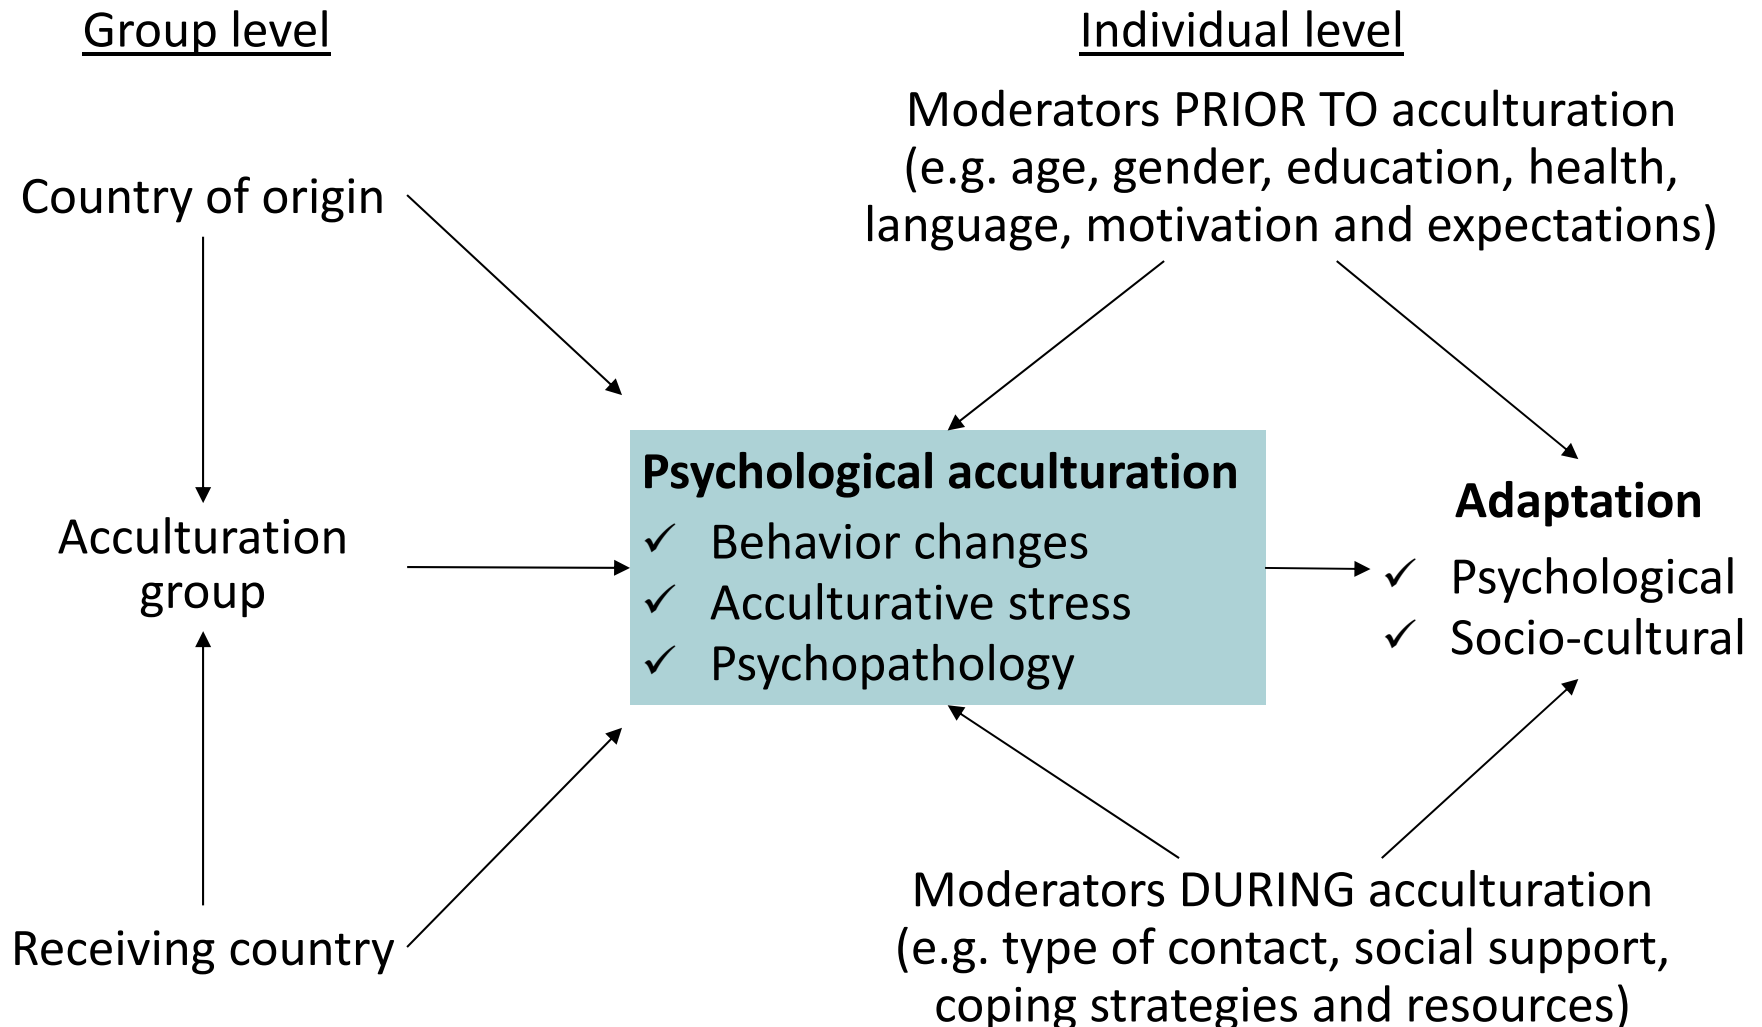 Group level
Country of origin
Acculturation
group
Receiving country
Individual level
Moderators PRIOR TO acculturation
(e.g. age, gender, education, health,
language, motivation and expectations)
Psychological acculturation
✓ Behavior changes
✓ Acculturative stress
✓ Psychopathology
Adaptation
✓ Psychological
✓ Socio-cultural
Moderators DURING acculturation
(e.g. type of contact, social support,
coping strategies and resources)